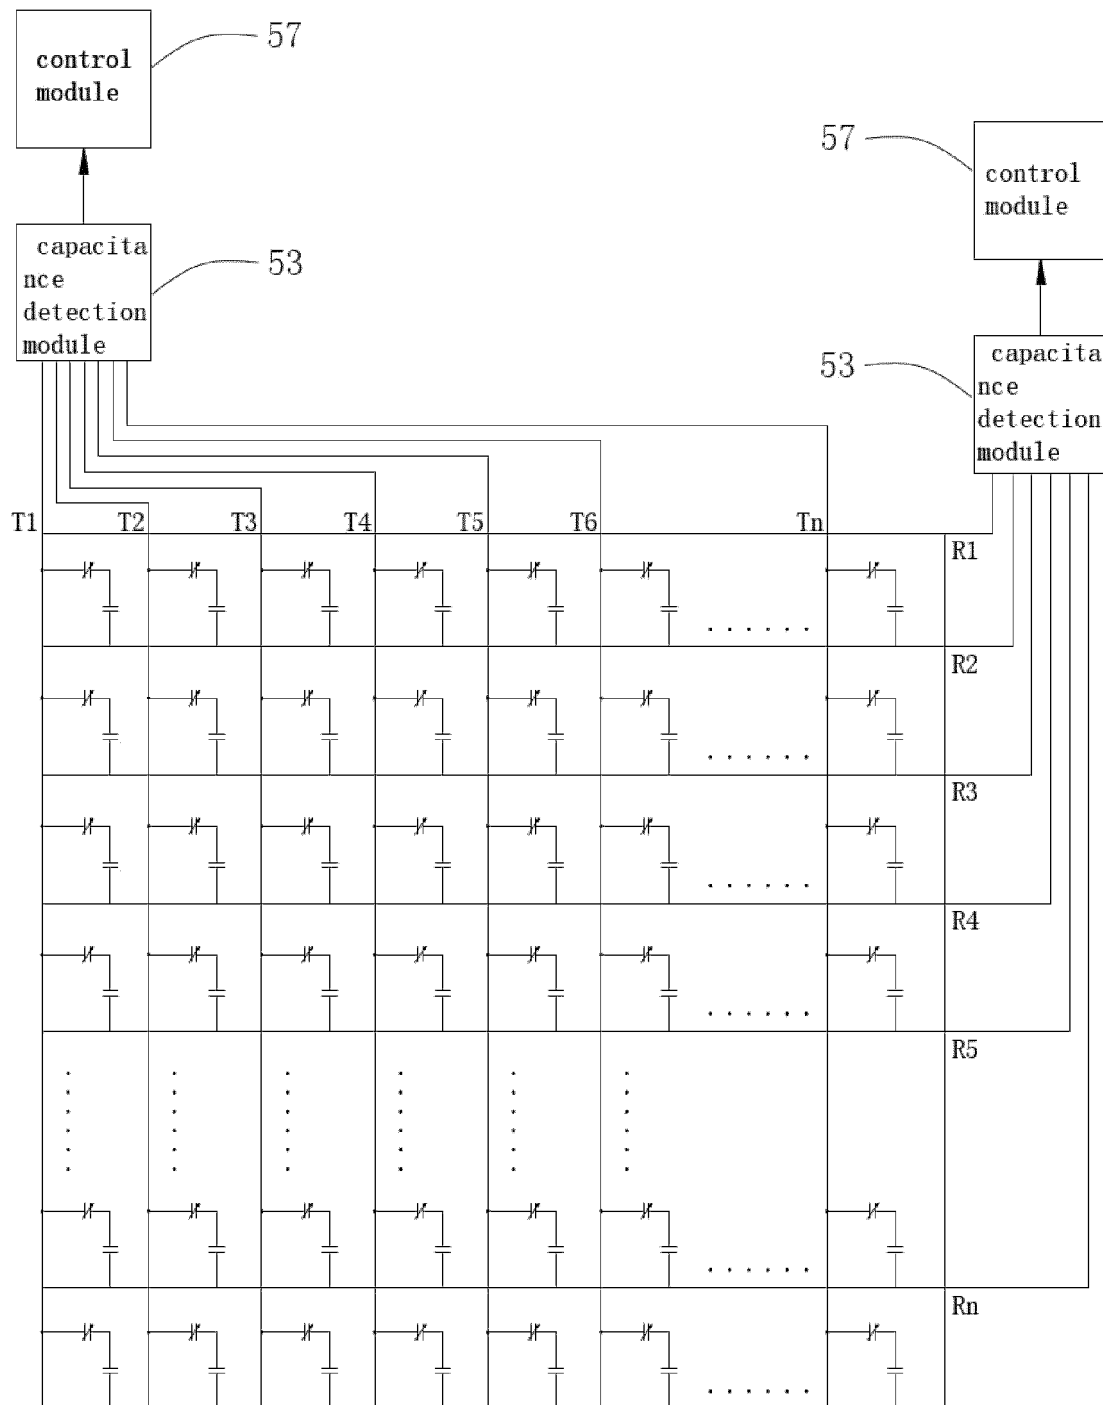 control
module
57
57
control
module
capacita
nce
detection
module
53
53
capacita
nce
detection
module
T1
T2
T3
T4
T5
T6
Tn
R1
R2
R3
R4
R5
Rn